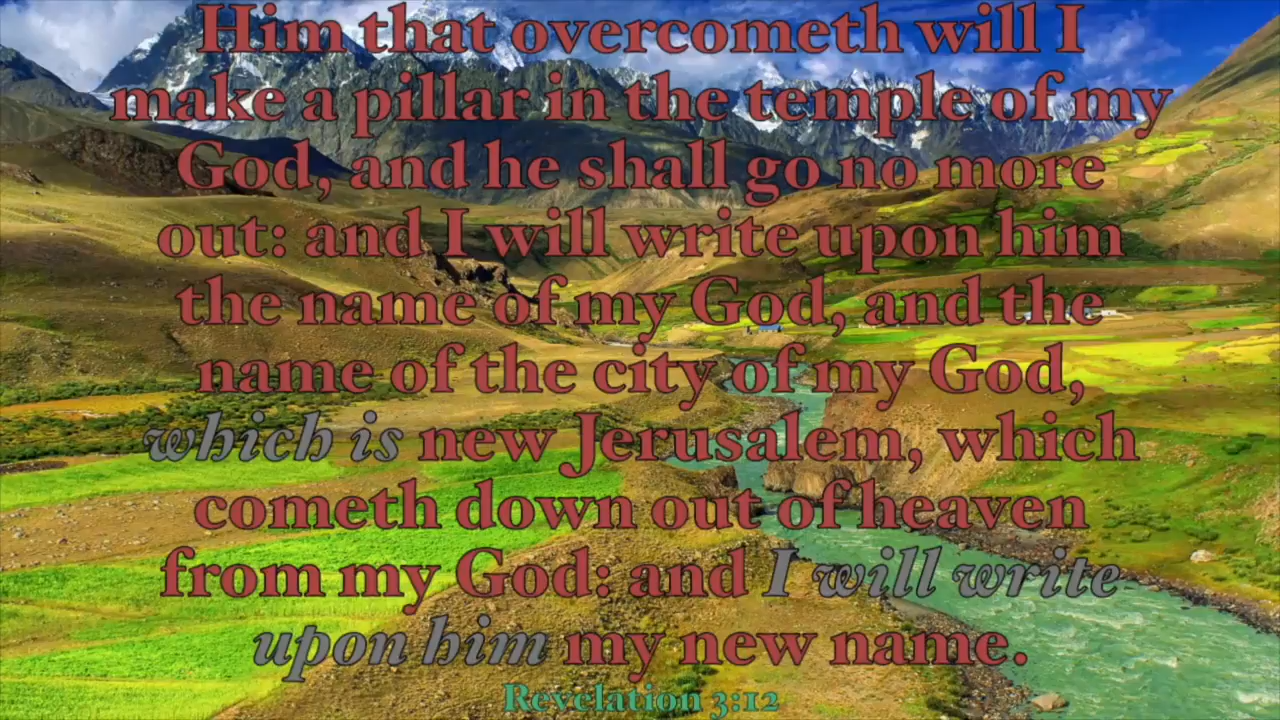 Him that overcometh will I
make a pillar in the temple of my
God, and he shall go no more
out: and I will write upon him
the name of my God, and the
name of the city of my God,
which is new Jerusalem, which
cometh down out of heaven
from my God: and I will write
upon him my new name.
Revelation 3:12